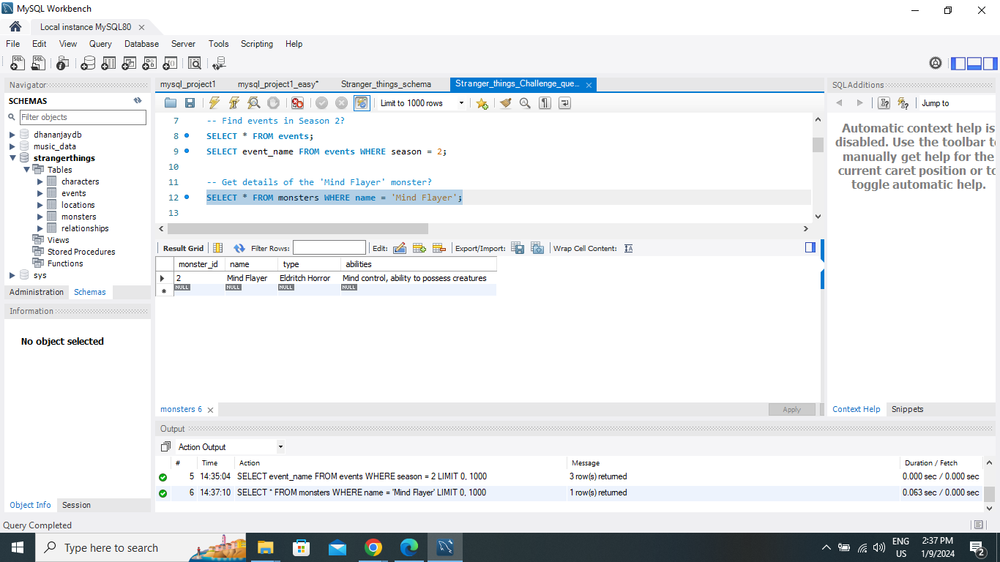 MySQL Workbench
Local instance MySQL80
File Edit View Query Database Server Tools Scripting Help
Navigator
SCHEMAS
Filter objects
dhananjaydb
music_data
strangerthings
Tables
characters
events
locations
monsters
relationships
Views
Stored Procedures
Functions
sys
Administration Schemas
Information
No object selected
Object Info Session
mysql_project1 mysql_project1_easy* Stranger_things_schema Stranger_things_Challenge_que...
Limit to 1000 rows
7 -- Find events in Season 2?
8 SELECT * FROM events;
9 SELECT event_name FROM events WHERE season = 2;
10
11 -- Get details of the 'Mind Flayer' monster?
12 SELECT * FROM monsters WHERE name = 'Mind Flayer';
13
Result Grid Filter Rows: Edit: Export/Import: Wrap Cell Content:
monster_id name type abilities
2 Mind Flayer Eldritch Horror Mind control, ability to possess creatures
NULL NULL NULL NULL
monsters 6 Apply
SQLAdditions
Jump to
Automatic context help is
disabled. Use the toolbar to
manually get help for the
current caret position or to
toggle automatic help.
Context Help Snippets
Output
Action Output
# Time Action Message Duration / Fetch
5 14:35:04 SELECT event_name FROM events WHERE season = 2 LIMIT 0, 1000 3 row(s) returned 0.000 sec / 0.000 sec
6 14:37:10 SELECT * FROM monsters WHERE name = 'Mind Flayer' LIMIT 0, 1000 1 row(s) returned 0.063 sec / 0.000 sec
Query Completed
Type here to search
ENG
US
2:37 PM
1/9/2024
2